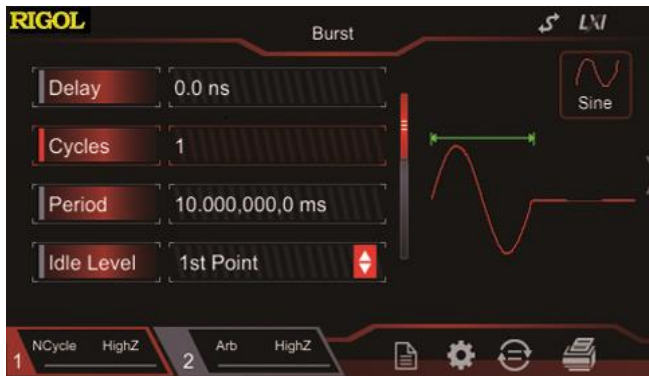 RIGOL
Burst
LXI
Delay
0.0 ns
Sine
Cycles
1
Period
10.000,000,0 ms
Idle Level
1st Point
1
NCycle
HighZ
2
Arb
HighZ